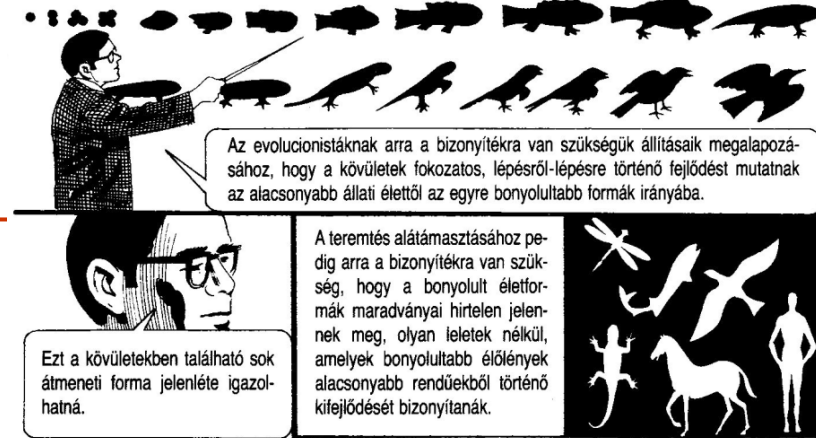 Az evolucionistáknak arra a bizonyítékra van szükségük állításaik megalapozá-
sához, hogy a kövületek fokozatos, lépésről-lépésre történő fejlődést mutatnak
az alacsonyabb állati élettől az egyre bonyolultabb formák irányába.
Ezt a kövületekben található sok
átmeneti forma jelenléte igazol-
hatná.
A teremtés alátámasztásához pe-
dig arra a bizonyítékra van szük-
ség, hogy a bonyolult életfor-
mák maradványai hirtelen jelen-
nek meg, olyan leletek nélkül,
amelyek bonyolultabb élőlények
alacsonyabb rendűekből történő
kifejlődését bizonyítanák.